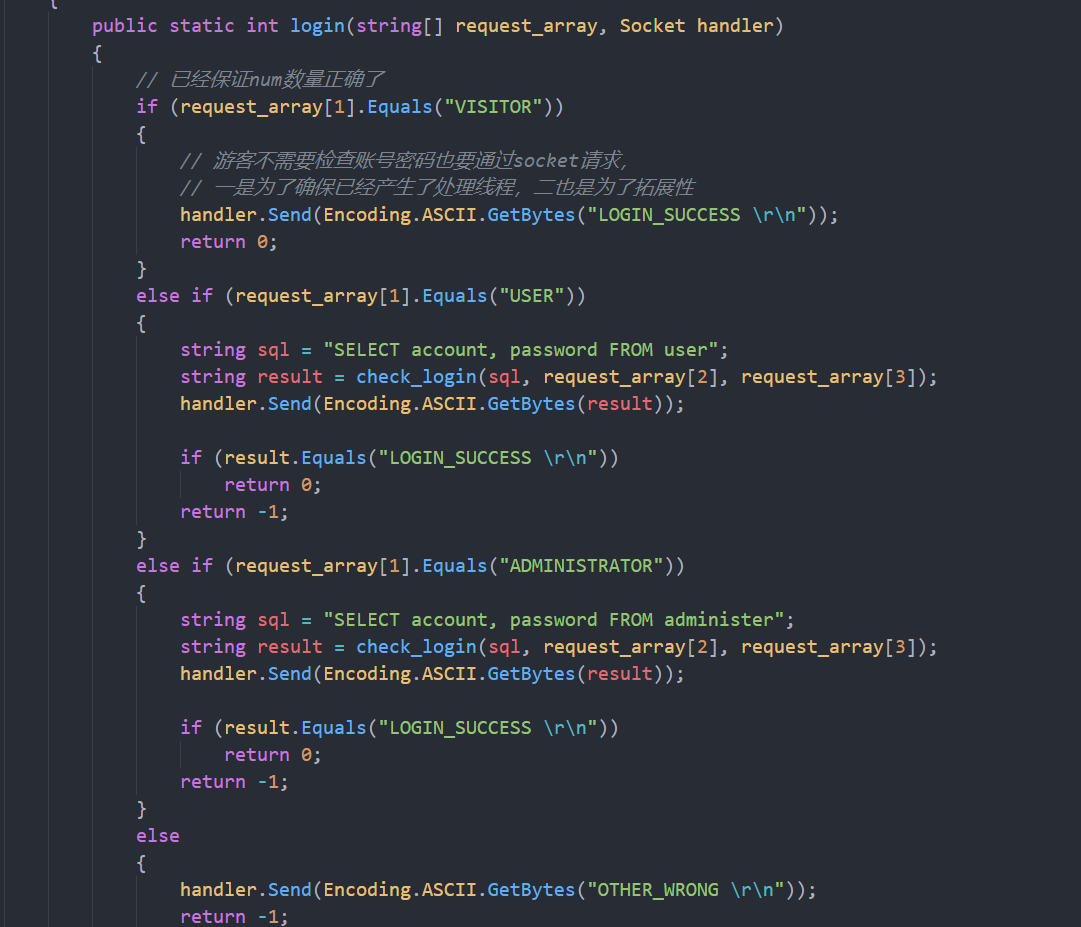 {
public static int login(string[] request_array, Socket handler)
{
// 已经保证num数量正确了
if (request_array[1].Equals("VISITOR"))
{
// 游客不需要检查账号密码也要通过socket请求,
// 一是为了确保已经产生了处理线程，二也是为了拓展性
handler.Send(Encoding.ASCII.GetBytes("LOGIN_SUCCESS \r\n"));
return 0;
}
else if (request_array[1].Equals("USER"))
{
string sql = "SELECT account, password FROM user";
string result = check_login(sql, request_array[2], request_array[3]);
handler.Send(Encoding.ASCII.GetBytes(result));
if (result.Equals("LOGIN_SUCCESS \r\n"))
return 0;
return -1;
}
else if (request_array[1].Equals("ADMINISTRATOR"))
{
string sql = "SELECT account, password FROM administer";
string result = check_login(sql, request_array[2], request_array[3]);
handler.Send(Encoding.ASCII.GetBytes(result));
if (result.Equals("LOGIN_SUCCESS \r\n"))
return 0;
return -1;
}
else
{
handler.Send(Encoding.ASCII.GetBytes("OTHER_WRONG \r\n"));
return -1;